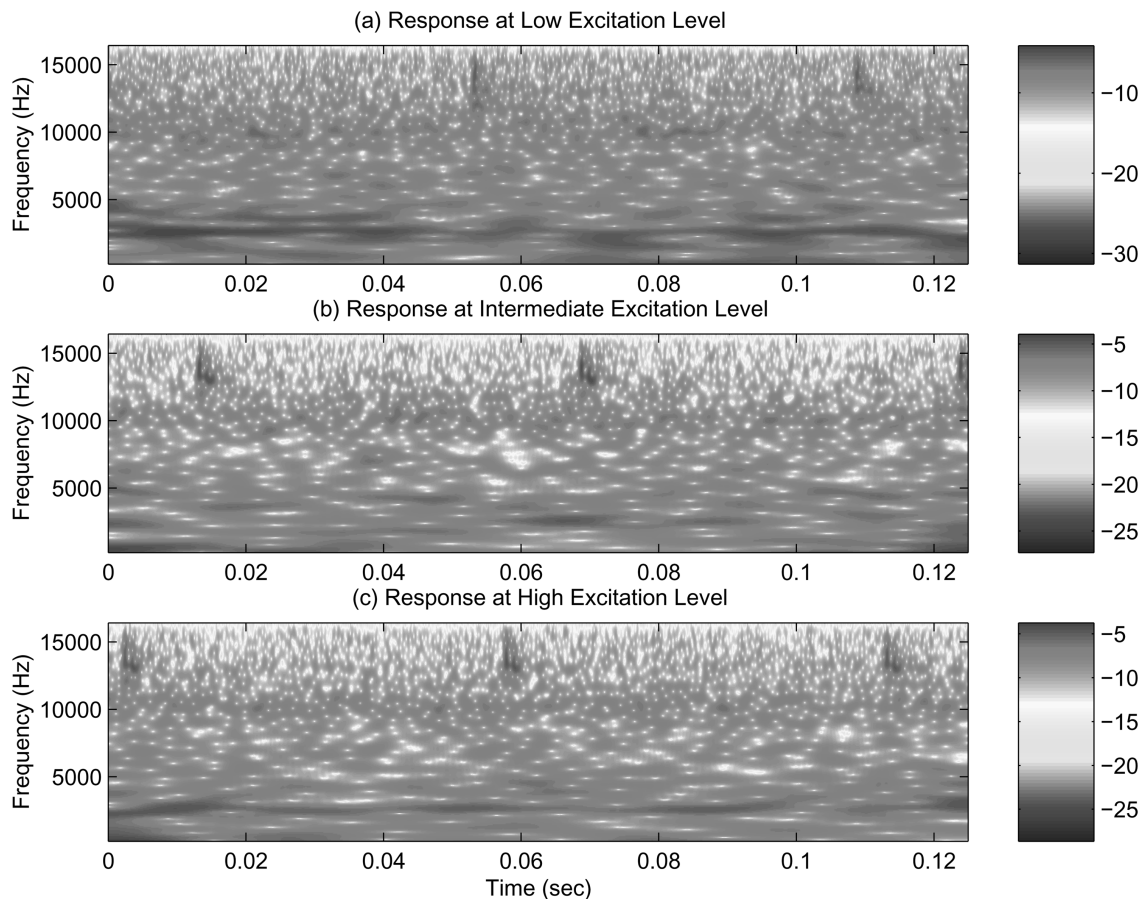 (a) Response at Low Excitation Level
Frequency (Hz)
15000
10000
5000
0 0.02 0.04 0.06 0.08 0.1 0.12
−10
−20
−30
(b) Response at Intermediate Excitation Level
Frequency (Hz)
15000
10000
5000
0 0.02 0.04 0.06 0.08 0.1 0.12
−5
−10
−15
−20
−25
(c) Response at High Excitation Level
Frequency (Hz)
15000
10000
5000
0 0.02 0.04 0.06 0.08 0.1 0.12
Time (sec)
−5
−10
−15
−20
−25